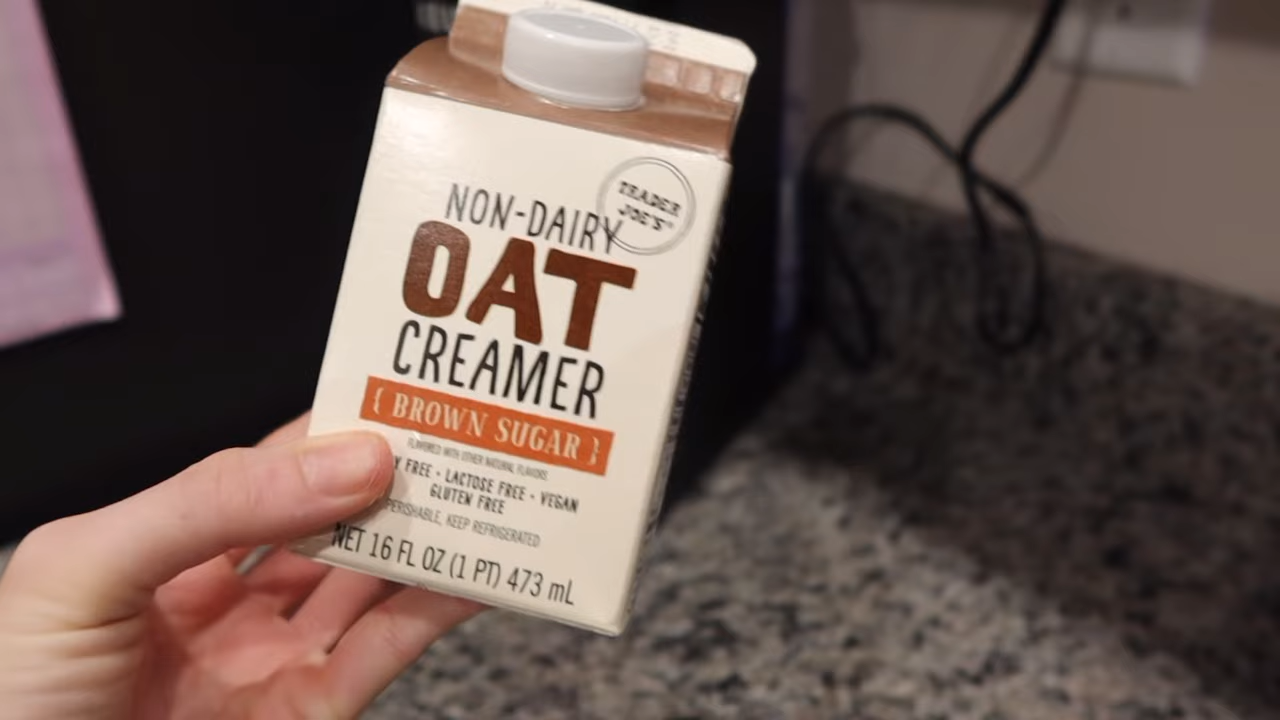 TRADER
JOE'S
NON-DAIRY
OAT
CREAMER
{ BROWN SUGAR }
FLAVORED WITH OTHER NATURAL FLAVORS
Y FREE • LACTOSE FREE • VEGAN
GLUTEN FREE
PERISHABLE, KEEP REFRIGERATED
NET 16 FL OZ (1 PT) 473 mL